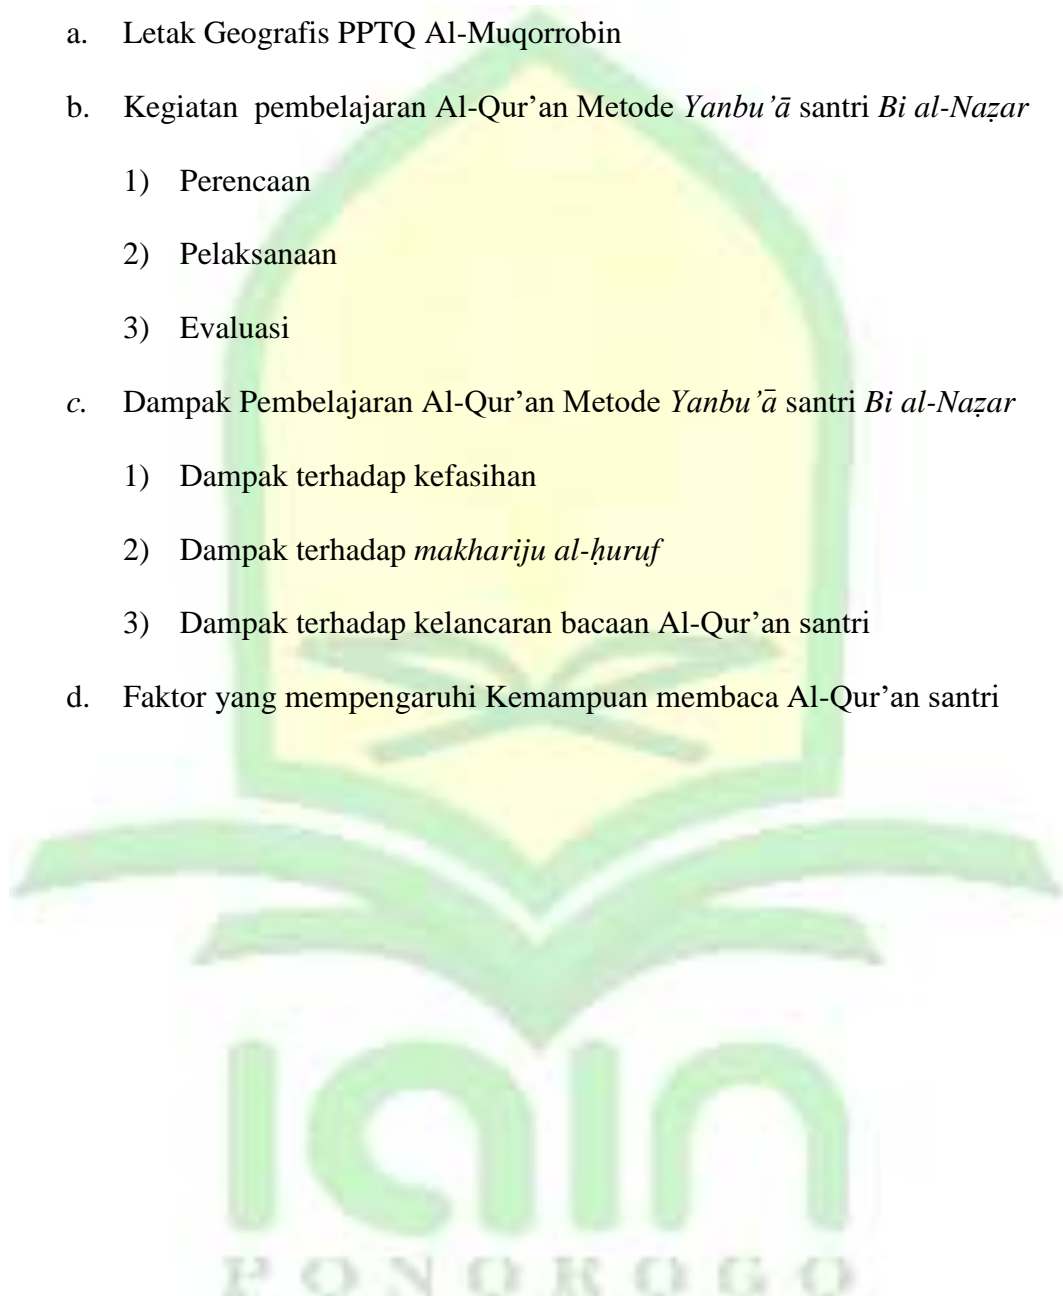 a. Letak Geografis PPTQ Al-Muqorrobin
b. Kegiatan pembelajaran Al-Qur’an Metode Yanbu’ā santri Bi al-Naẓar
1) Perencaan
2) Pelaksanaan
3) Evaluasi
c. Dampak Pembelajaran Al-Qur’an Metode Yanbu’ā santri Bi al-Naẓar
1) Dampak terhadap kefasihan
2) Dampak terhadap makhariju al-ḥuruf
3) Dampak terhadap kelancaran bacaan Al-Qur’an santri
d. Faktor yang mempengaruhi Kemampuan membaca Al-Qur’an santri
iain
PONOROGO